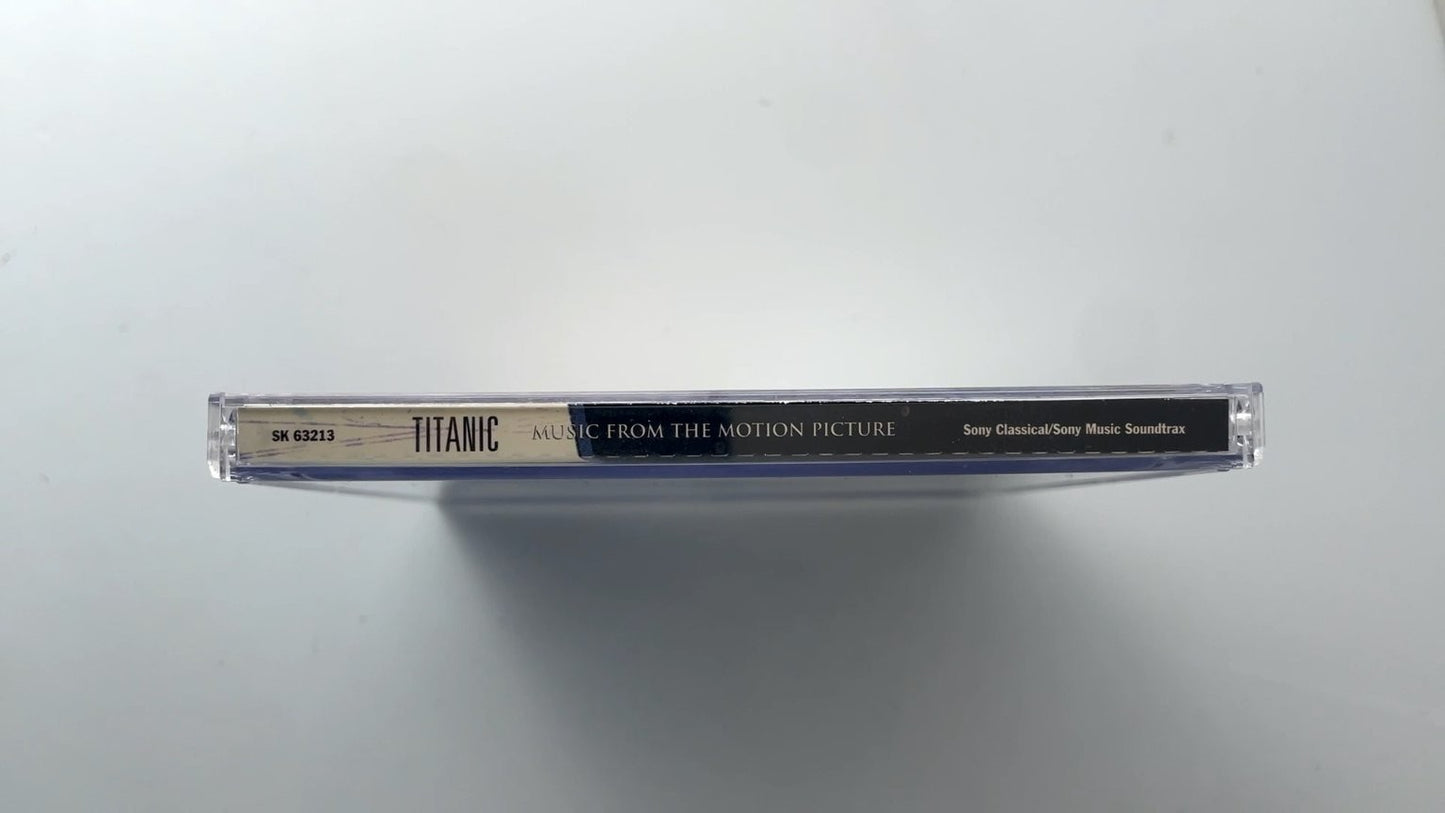 SK 63213 TITANIC MUSIC FROM THE MOTION PICTURE Sony Classical/Sony Music Soundtrax